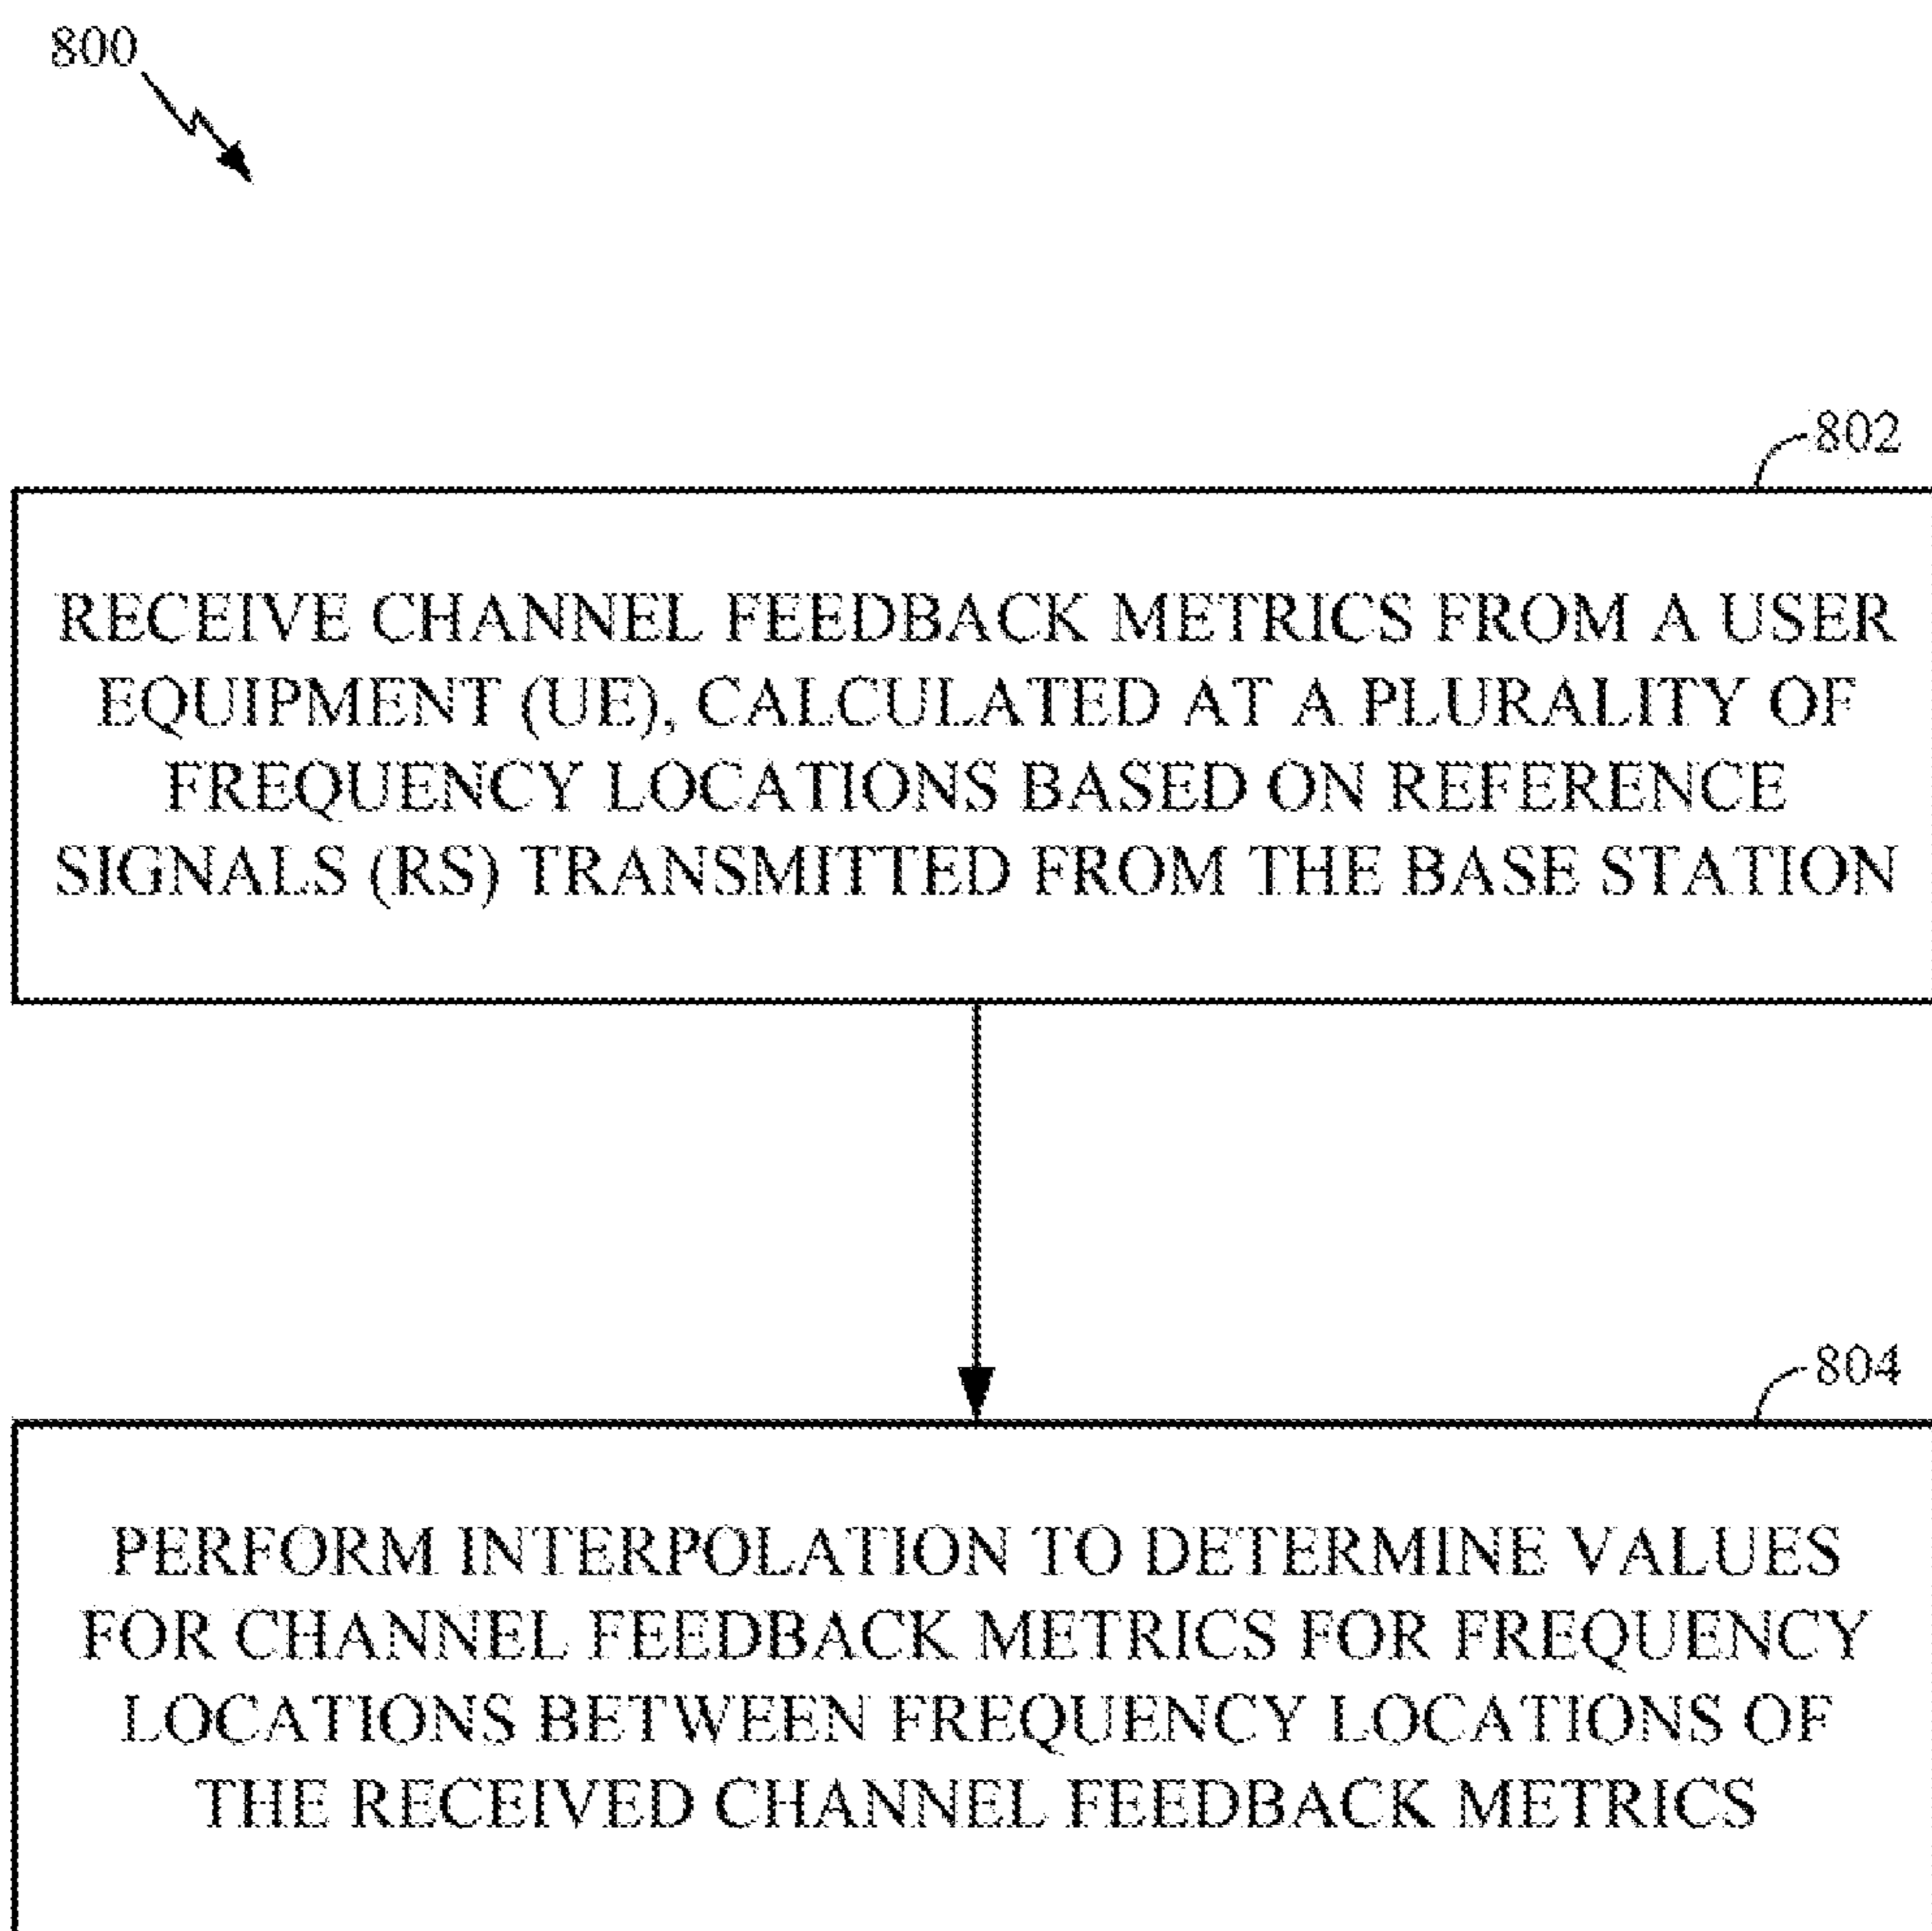 800
802
RECEIVE CHANNEL FEEDBACK METRICS FROM A USER
EQUIPMENT (UE), CALCULATED AT A PLURALITY OF
FREQUENCY LOCATIONS BASED ON REFERENCE
SIGNALS (RS) TRANSMITTED FROM THE BASE STATION
804
PERFORM INTERPOLATION TO DETERMINE VALUES
FOR CHANNEL FEEDBACK METRICS FOR FREQUENCY
LOCATIONS BETWEEN FREQUENCY LOCATIONS OF
THE RECEIVED CHANNEL FEEDBACK METRICS